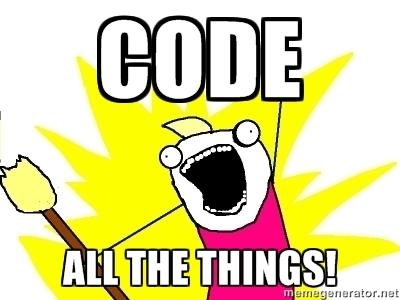 CODE
ALL THE THINGS!
memegenerator.net